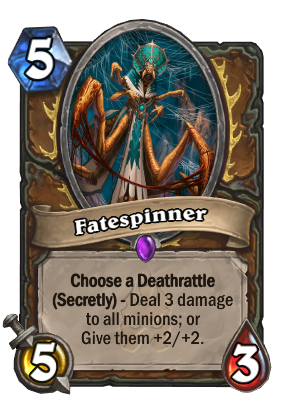 5
Fatespinner
Choose a Deathrattle
(Secretly) - Deal 3 damage
to all minions; or
Give them +2/+2.
5
3